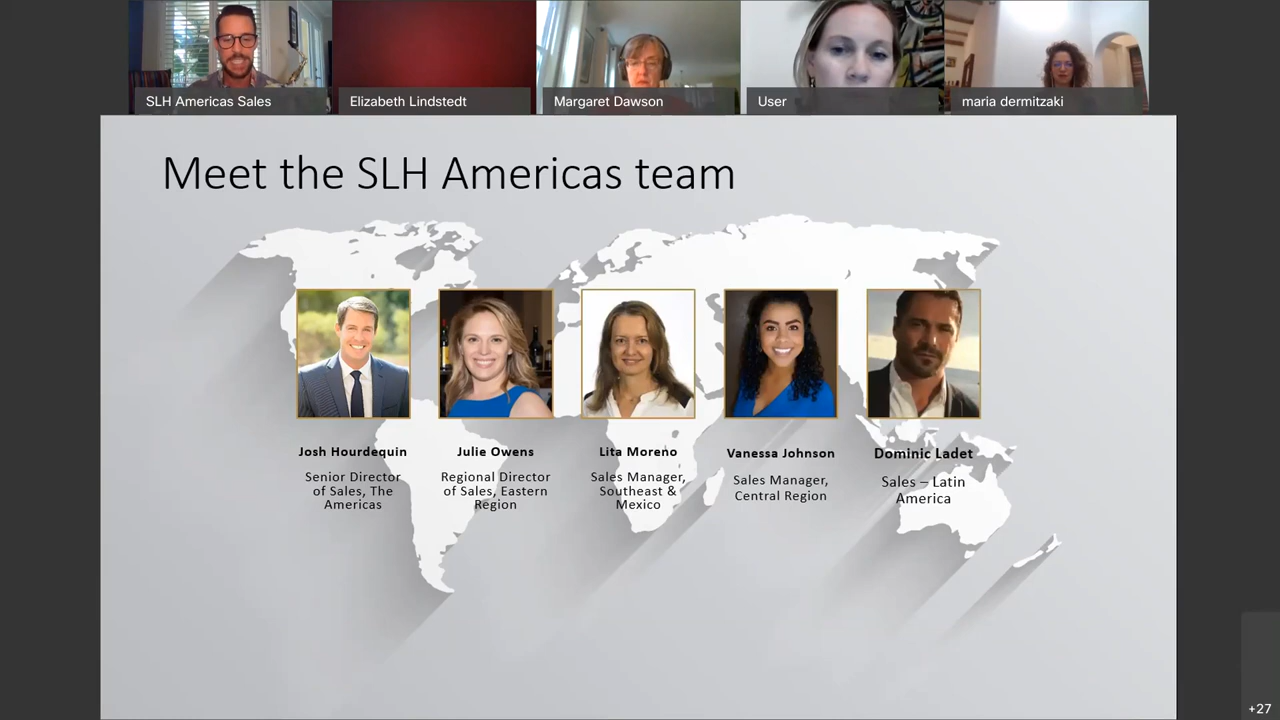 SLH Americas Sales
Elizabeth Lindstedt
Margaret Dawson
User
maria dermitzaki
Meet the SLH Americas team
Josh Hourdequin
Senior Director
of Sales, The
Americas
Julie Owens
Regional Director
of Sales, Eastern
Region
Lita Moreno
Sales Manager,
Southeast &
Mexico
Vanessa Johnson
Sales Manager,
Central Region
Dominic Ladet
Sales – Latin
America
+27